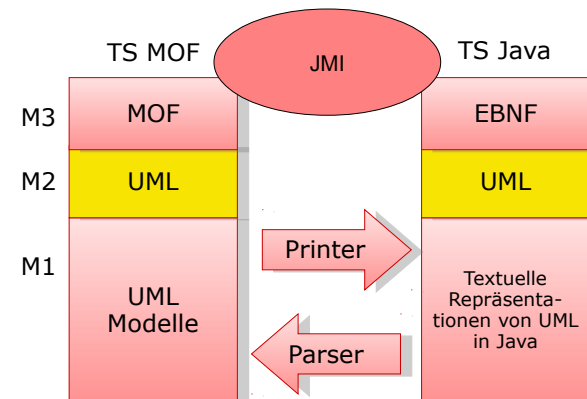 TS MOF
JMI
TS Java
M3
MOF
EBNF
M2
UML
UML
M1
Printer
UML
Modelle
Textuelle
Repräsenta-
tionen von UML
in Java
Parser